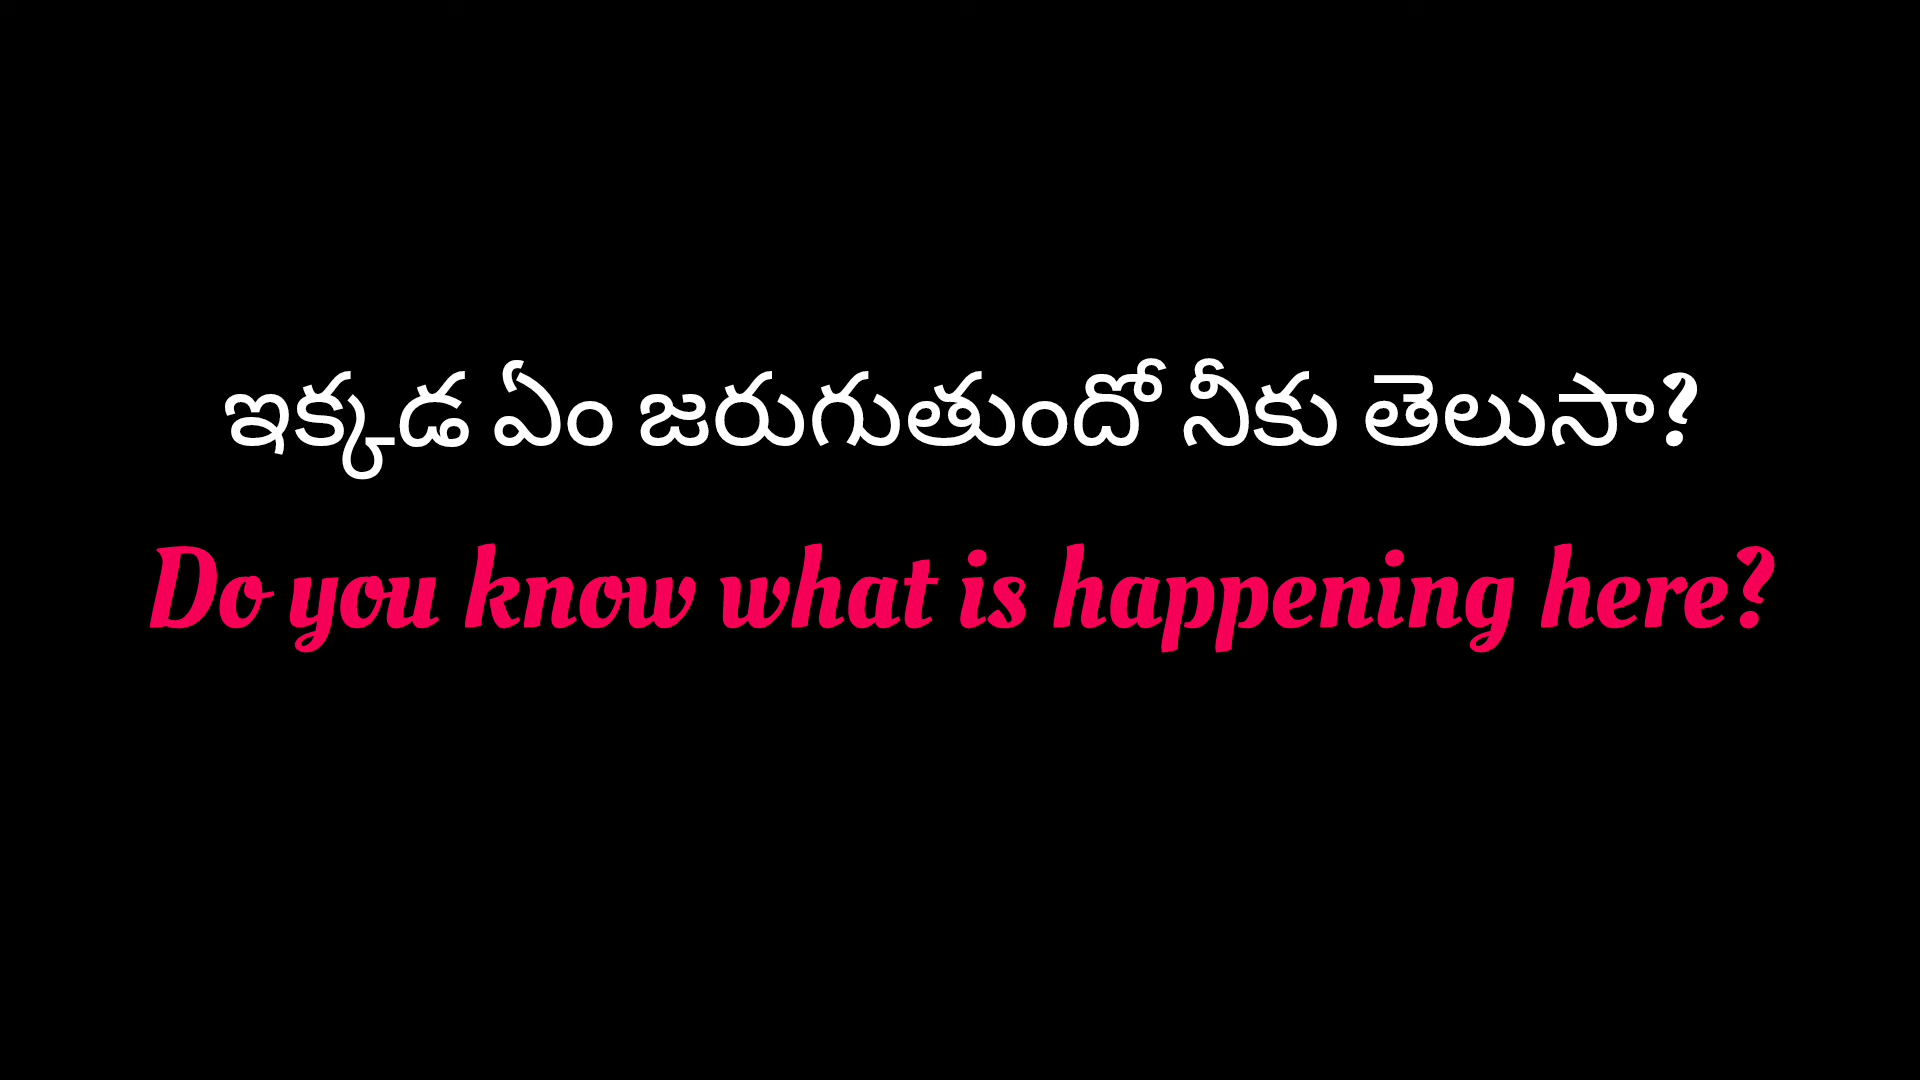 ఇక్కడ ఏం జరుగుతుందో నీకు తెలుసా?
Do you know what is happening here?